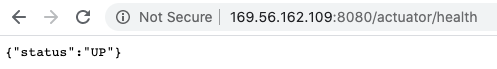 Not Secure | 169.56.162.109:8080/actuator/health
{"status":"UP"}